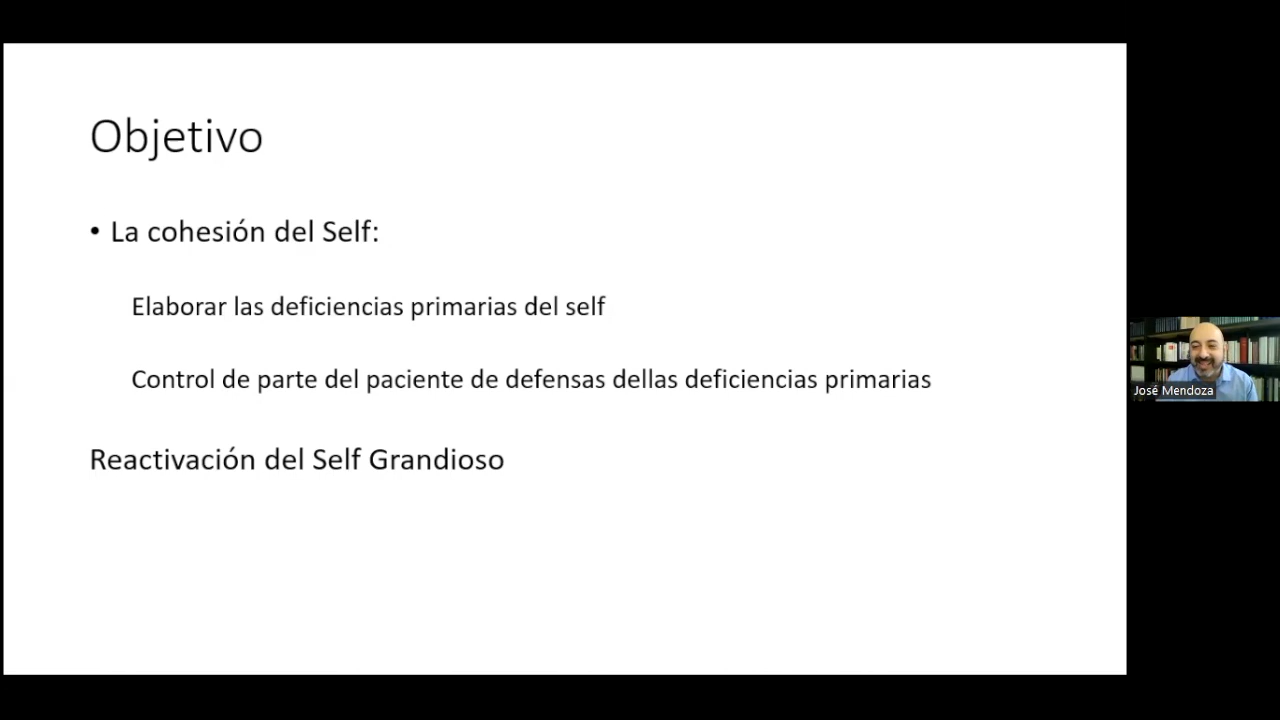 Objetivo
• La cohesión del Self:
Elaborar las deficiencias primarias del self
Control de parte del paciente de defensas dellas deficiencias primarias
Reactivación del Self Grandioso
José Mendoza